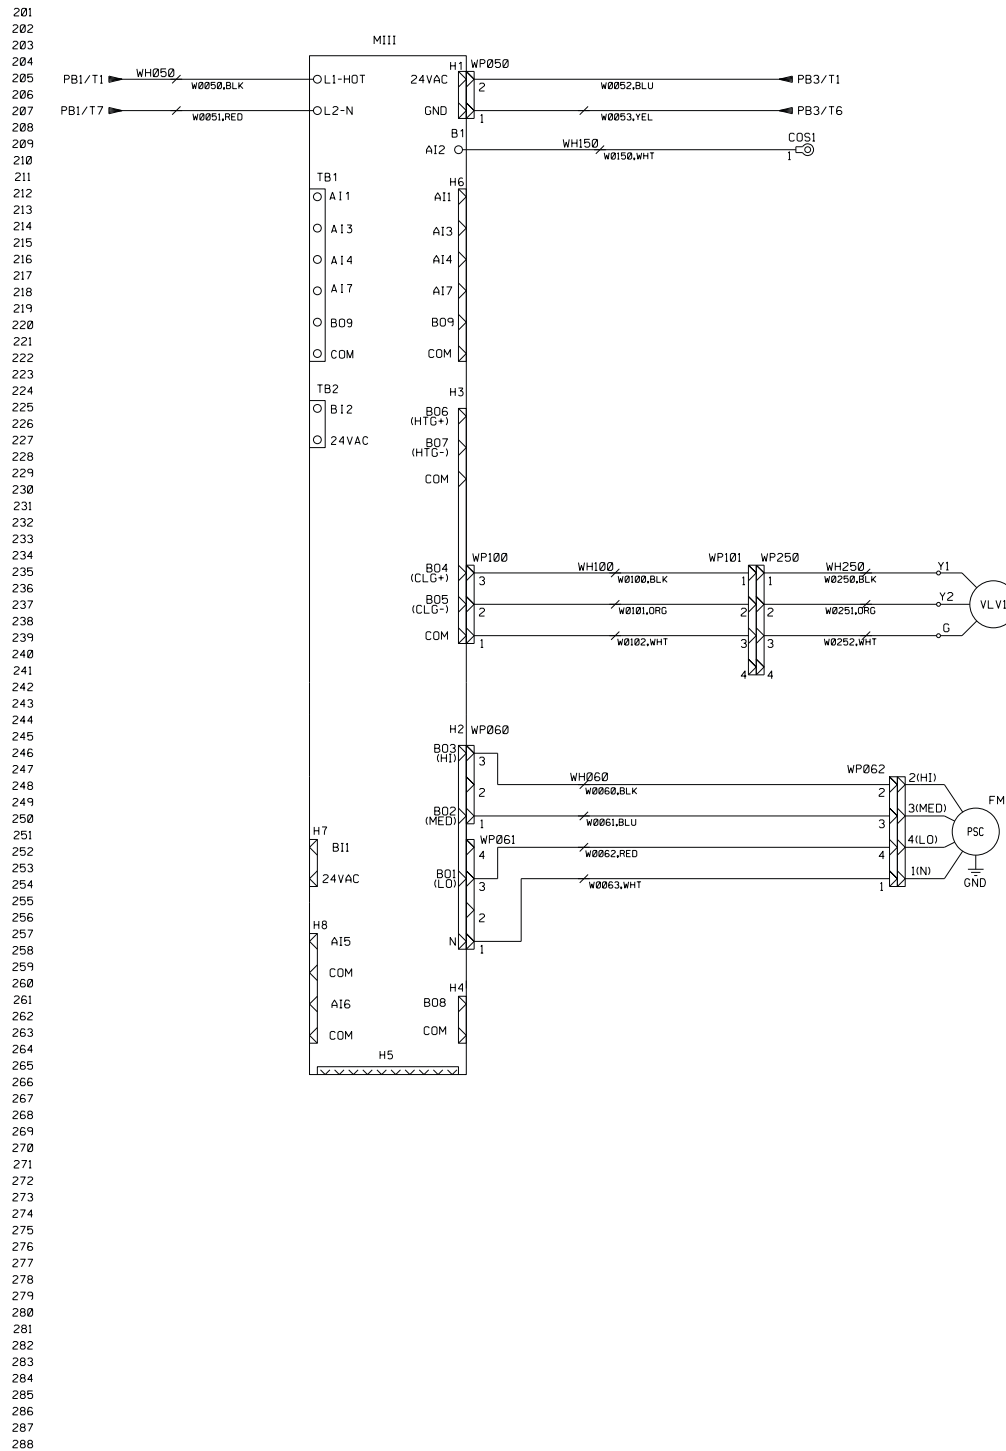 201
202
203
MIII
204
H1 WP050
205 PB1/T1 WH050 W0050,BLK L1-HOT 24VAC 2 W0052,BLU PB3/T1
206
207 PB1/T7 W0051,RED L2-N GND 1 W0053,YEL PB3/T6
208
B1 COS1
209 AI2 WH150 W0150,WHT 1
210
211 TB1 H6
212 AI1 AI1
213
214 AI3 AI3
215
216 AI4 AI4
217
218 AI7 AI7
219
220 BO9 BO9
221
222 COM COM
223
224 TB2 H3
225 BI2 BO6
226 (HTG+)
227 24VAC BO7
228 (HTG-)
229 COM
230
231
232
233
234 WP100 WP101 WP250
235 BO4 WH100 WH250 Y1
(CLG+) 3 W0100,BLK 1 1 W0250,BLK
236
237 BO5 Y2 VLV1
(CLG-) 2 W0101,ORG 2 2 W0251,ORG
238
239 COM 1 W0102,WHT 3 3 W0252,WHT G
240
241 4 4
242
243
244
245 H2 WP060
246 BO3
(HI) 3
247 WP062
248 2 WH060 W0060,BLK 2 2(HI)
249 FM
250 BO2
(MED) 1 W0061,BLU 3 3(MED) PSC
251 H7 WP061
252 BI1 4 W0062,RED 4 4(LO)
253
254 24VAC BO1
(LO) 3 W0063,WHT 1 1(N) GND
255
256 H8 2
257
258 AI5 N 1
259
260 COM
261 H4
AI6 BO8
262
263 COM COM
264
265 H5
266
267
268
269
270
271
272
273
274
275
276
277
278
279
280
281
282
283
284
285
286
287
288